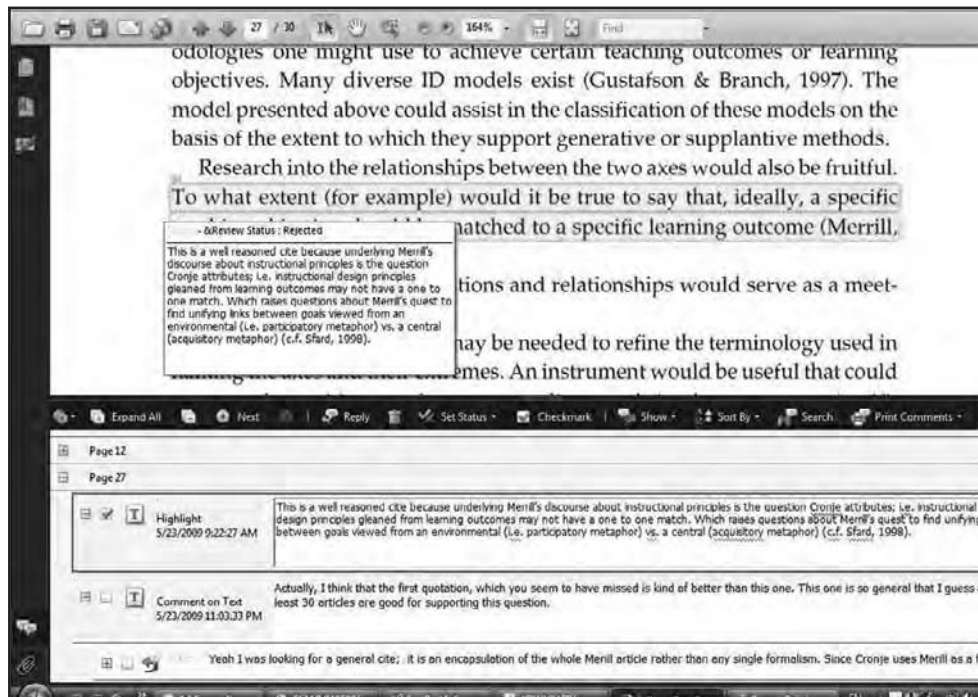 27 / 30 164% Find
odologies one might use to achieve certain teaching outcomes or learning
objectives. Many diverse ID models exist (Gustafson & Branch, 1997). The
model presented above could assist in the classification of these models on the
basis of the extent to which they support generative or supplantive methods.
Research into the relationships between the two axes would also be fruitful.
To what extent (for example) would it be true to say that, ideally, a specific
matched to a specific learning outcome (Merrill,
- &Review Status : Rejected
This is a well reasoned cite because underlying Merrill's
discourse about instructional principles is the question
Cronje attributes; i.e. instructional design principles
gleaned from learning outcomes may not have a one to
one match. Which raises questions about Merrill's quest to
find unifying links between goals viewed from an
environmental (i.e. participatory metaphor) vs. a central
(acquisitory metaphor) (c.f. Sfard, 1998).
tions and relationships would serve as a meet-
may be needed to refine the terminology used in
emes. An instrument would be useful that could
Expand All Next Reply Set Status Checkmark Show Sort By Search Print Comments
Page 12
Page 27
Highlight
5/23/2009 9:22:27 AM
This is a well reasoned cite because underlying Merrill's discourse about instructional principles is the question Cronje attributes; i.e. instructional
design principles gleaned from learning outcomes may not have a one to one match. Which raises questions about Merrill's quest to find unifying
between goals viewed from an environmental (i.e. participatory metaphor) vs. a central (acquisitory metaphor) (c.f. Sfard, 1998).
Comment on Text
5/23/2009 11:03:33 PM
Actually, I think that the first quotation, which you seem to have missed is kind of better than this one. This one is so general that I guess
least 30 articles are good for supporting this question.
Yeah I was looking for a general cite; it is an encapsulation of the whole Merrill article rather than any single formalism. Since Cronje uses Merrill as a